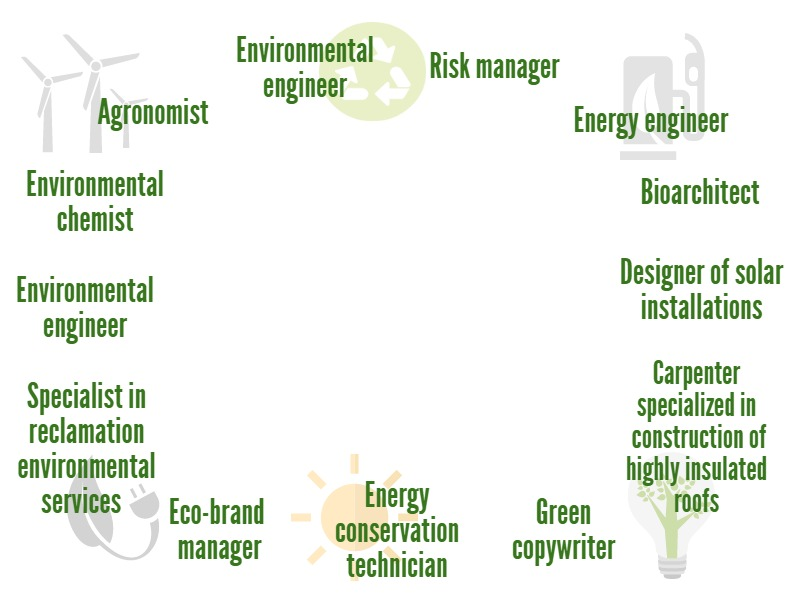 Environmental
engineer
Risk manager
Agronomist
Energy engineer
Environmental
chemist
Bioarchitect
Environmental
engineer
Designer of solar
installations
Specialist in
reclamation
environmental
services
Carpenter
specialized in
construction of
highly insulated
roofs
Eco-brand
manager
Energy
conservation
technician
Green
copywriter